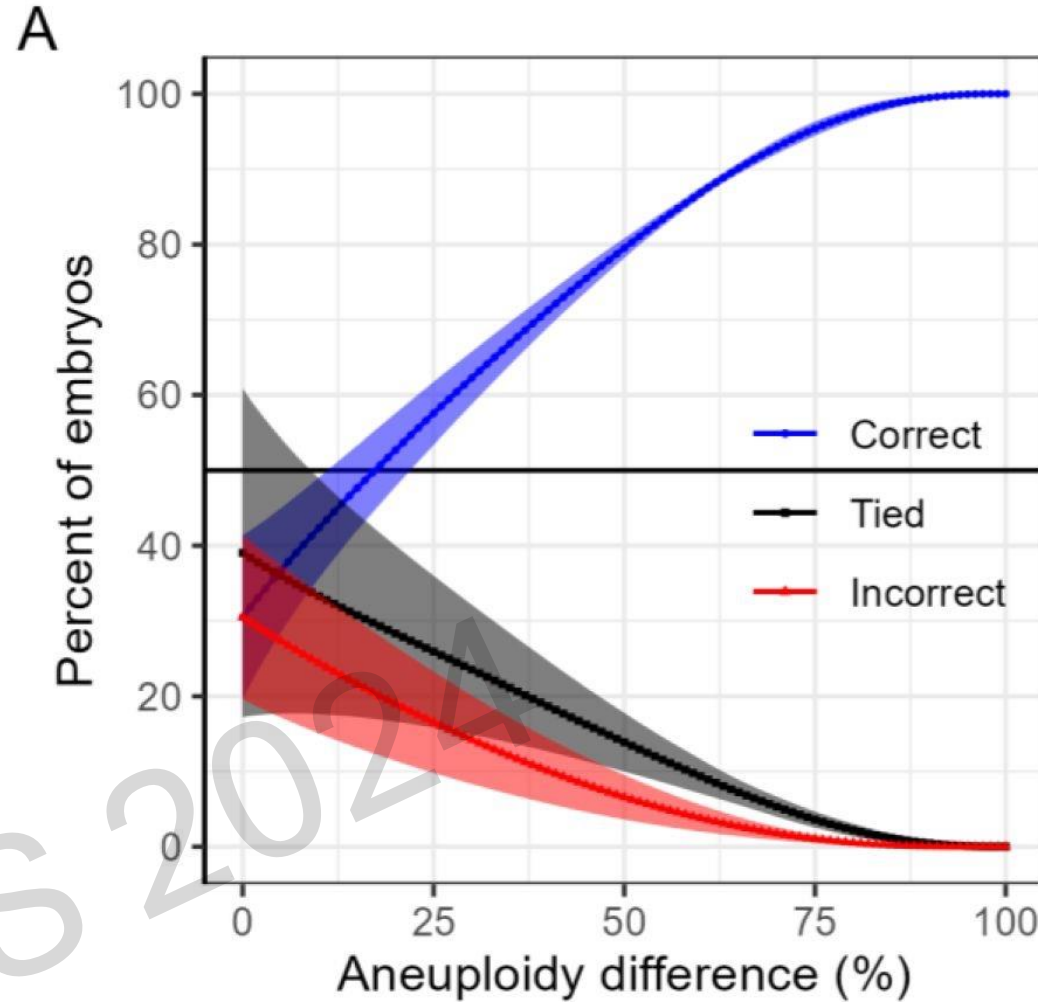 A
100
80
60
40
20
0
Percent of embryos
Correct
Tied
Incorrect
0 25 50 75 100
Aneuploidy difference (%)
S 2024